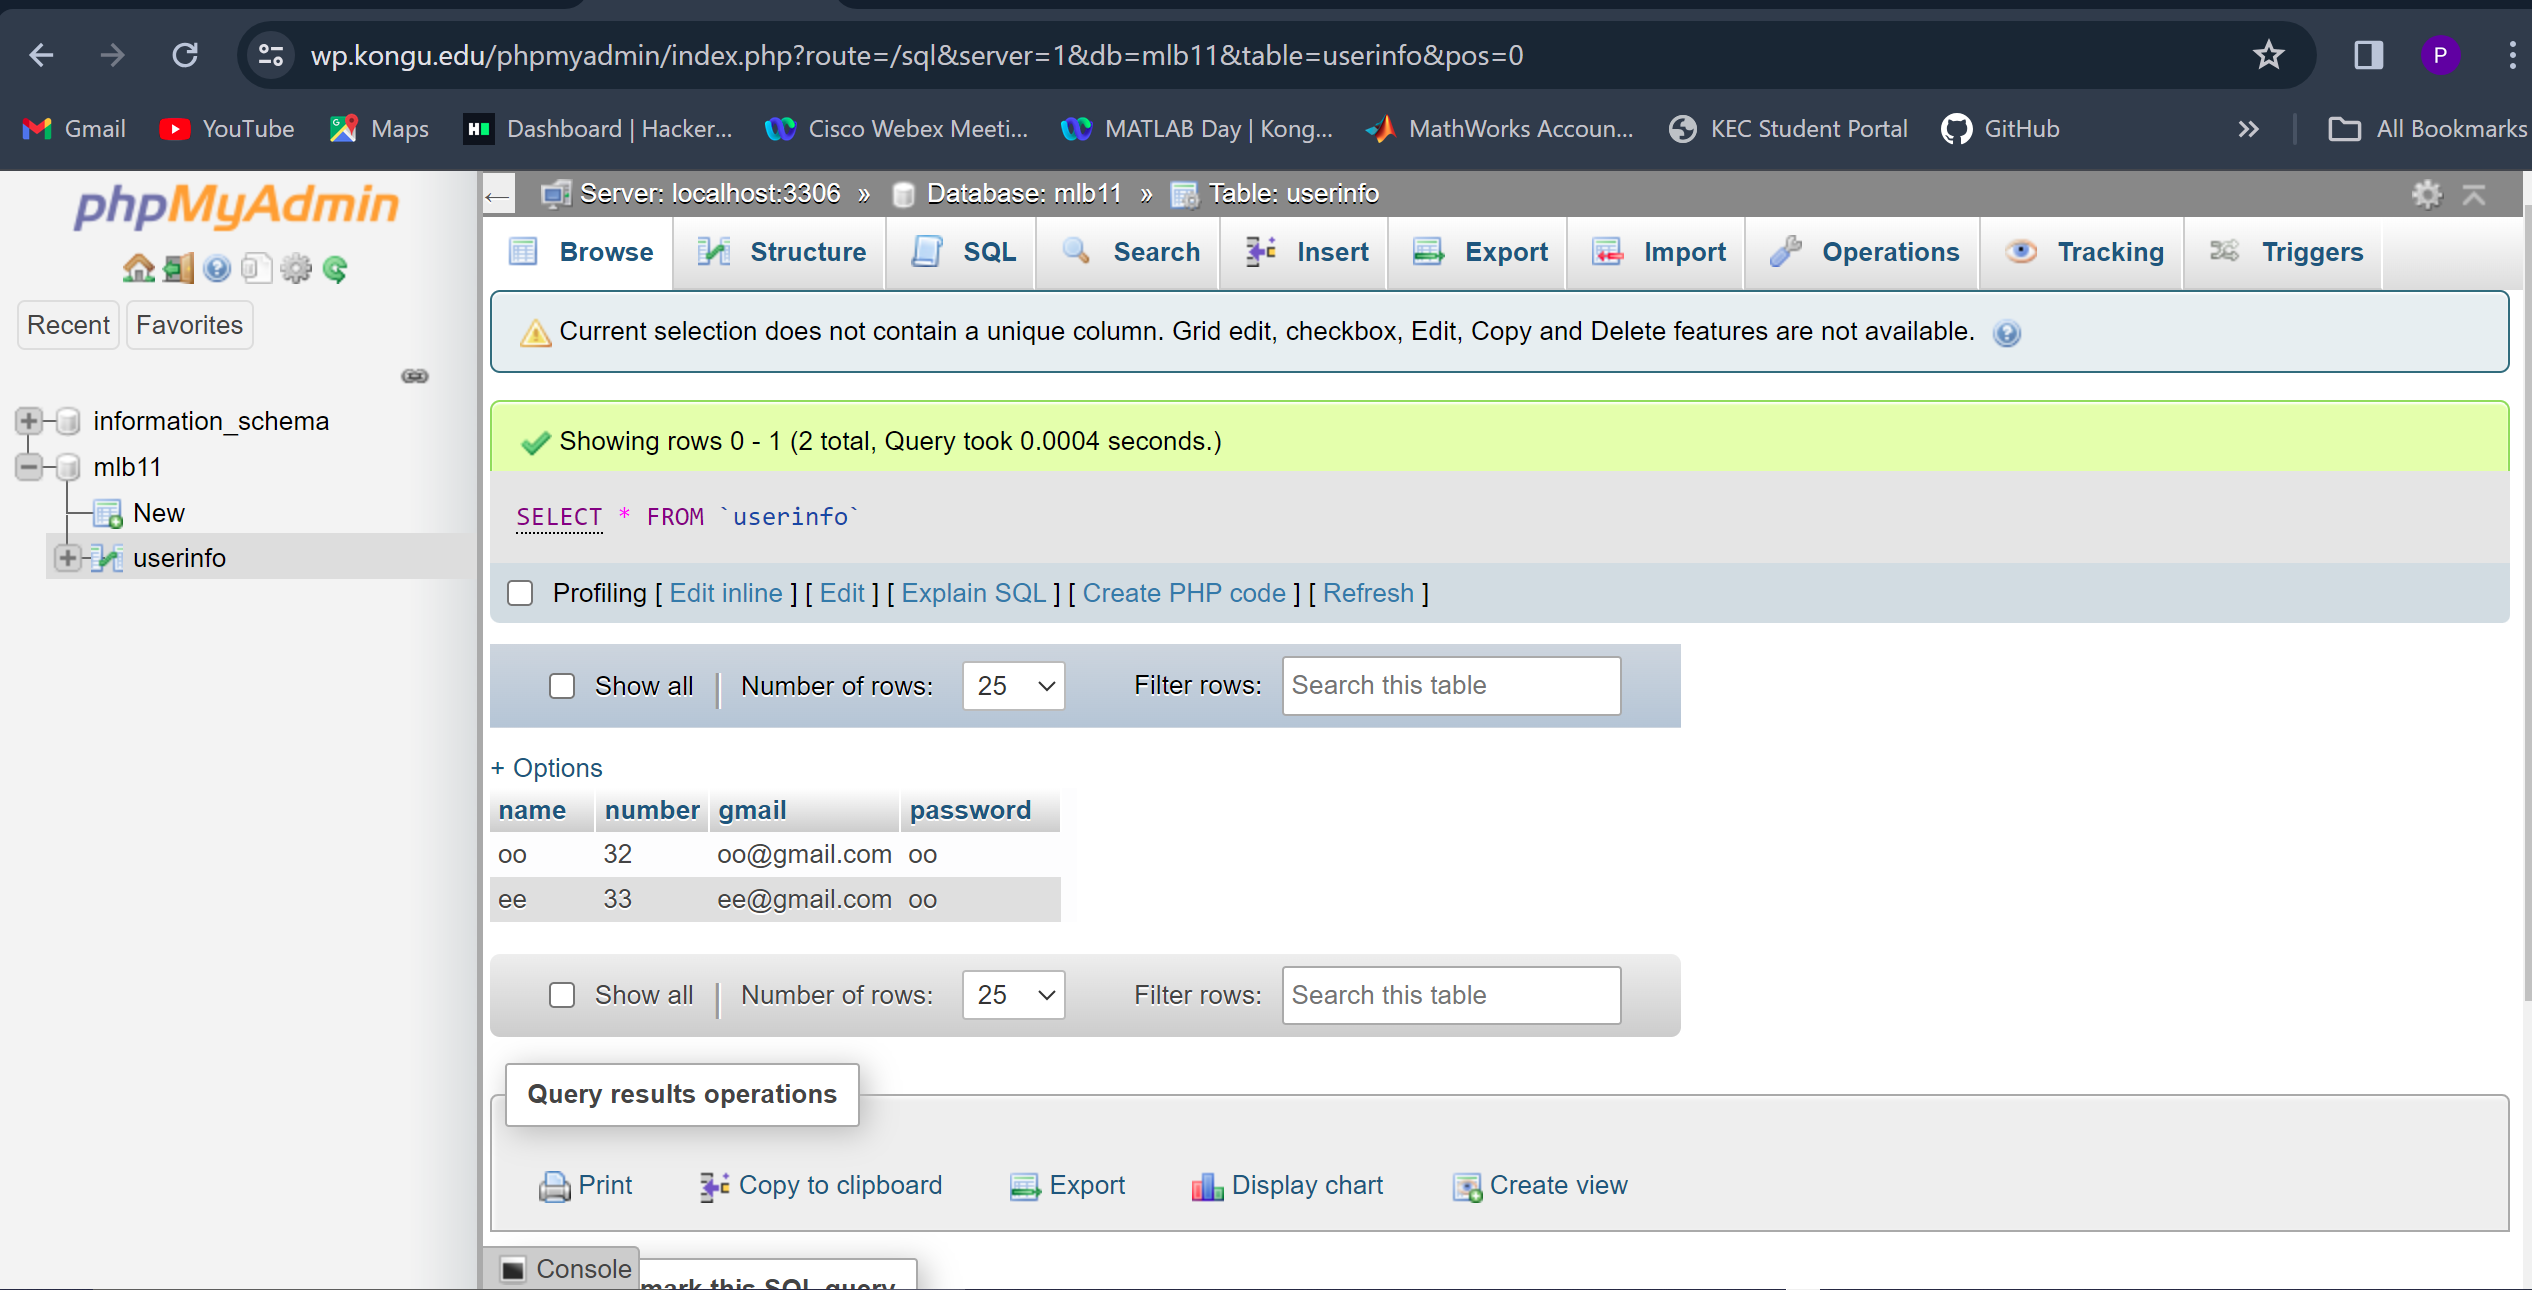 wp.kongu.edu/phpmyadmin/index.php?route=/sql&server=1&db=mlb11&table=userinfo&pos=0
P
Gmail YouTube Maps Dashboard | Hacker... Cisco Webex Meeti... MATLAB Day | Kong... MathWorks Accoun... KEC Student Portal GitHub » All Bookmarks
phpMyAdmin
Recent Favorites
information_schema
mlb11
New
userinfo
Server: localhost:3306 » Database: mlb11 » Table: userinfo
Browse Structure SQL Search Insert Export Import Operations Tracking Triggers
Current selection does not contain a unique column. Grid edit, checkbox, Edit, Copy and Delete features are not available.
Showing rows 0 - 1 (2 total, Query took 0.0004 seconds.)
SELECT * FROM `userinfo`
Profiling [ Edit inline ] [ Edit ] [ Explain SQL ] [ Create PHP code ] [ Refresh ]
Show all | Number of rows: 25 Filter rows: Search this table
+ Options
name number gmail password
oo 32 oo@gmail.com oo
ee 33 ee@gmail.com oo
Show all | Number of rows: 25 Filter rows: Search this table
Query results operations
Print Copy to clipboard Export Display chart Create view
Console
mark this SQL query